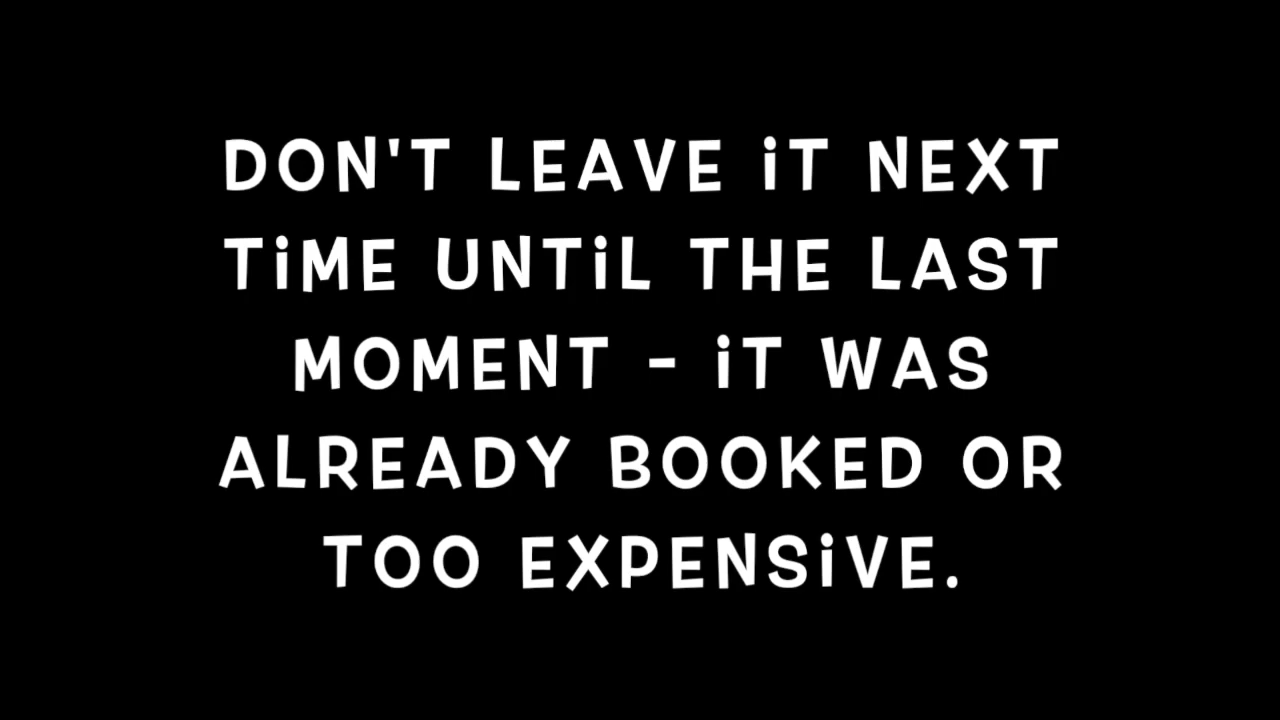 DON'T LEAVE iT NEXT
TiME UNTiL THE LAST
MOMENT - iT WAS
ALREADY BOOKED OR
TOO EXPENSiVE.